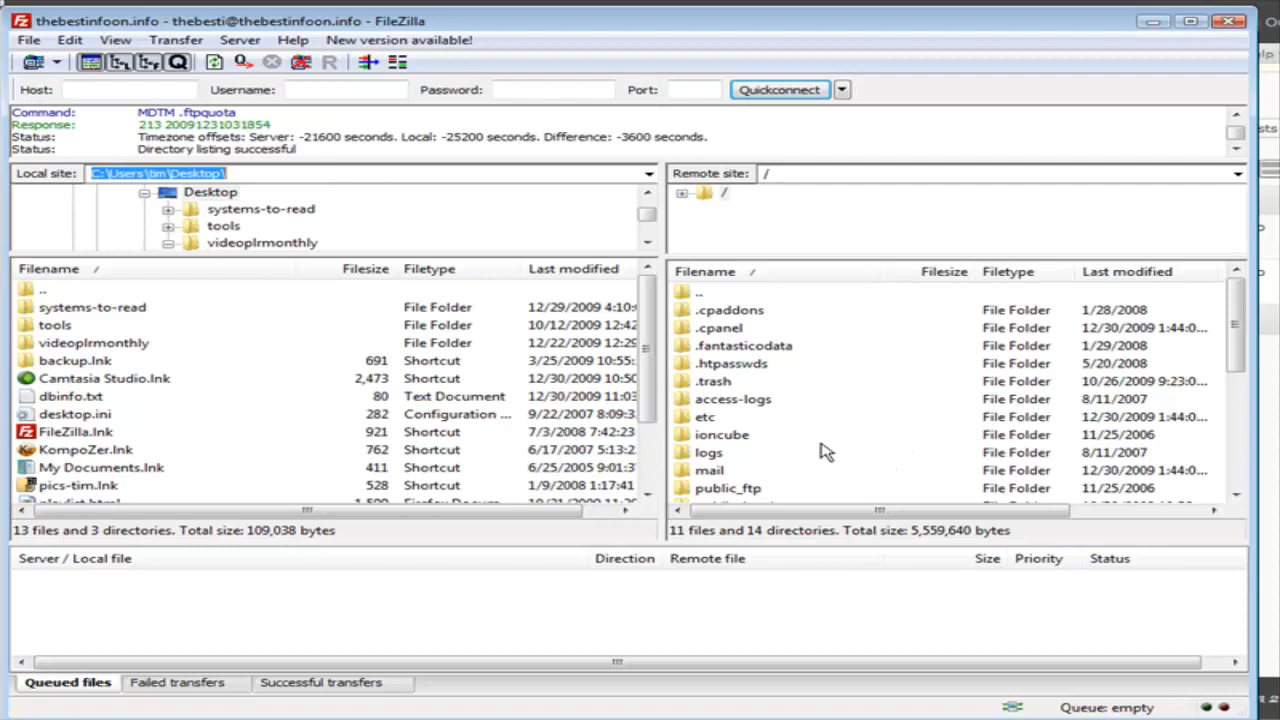 thebestinfoon.info - thebesti@thebestinfoon.info - FileZilla
File Edit View Transfer Server Help New version available!
Host: Username: Password: Port: Quickconnect
Command: MDTM .ftpquota
Response: 213 20091231031854
Status: Timezone offsets: Server: -21600 seconds. Local: -25200 seconds. Difference: -3600 seconds.
Status: Directory listing successful
Local site: C:\Users\tim\Desktop\
Desktop
systems-to-read
tools
videoplrmonthly
Filename / Filesize Filetype Last modified
..
systems-to-read File Folder 12/29/2009 4:10:
tools File Folder 10/12/2009 12:42
videoplrmonthly File Folder 12/22/2009 12:29
backup.lnk 691 Shortcut 3/25/2009 10:55:
Camtasia Studio.lnk 2,473 Shortcut 12/30/2009 10:50
dbinfo.txt 80 Text Document 12/30/2009 11:03
desktop.ini 282 Configuration ... 9/22/2007 8:09:3
FileZilla.lnk 921 Shortcut 7/3/2008 7:42:23
KompoZer.lnk 762 Shortcut 6/17/2007 5:13:
My Documents.lnk 411 Shortcut 6/25/2005 9:01:3
pics-tim.lnk 528 Shortcut 1/9/2008 1:17:41
13 files and 3 directories. Total size: 109,038 bytes
Remote site: /
/
Filename / Filesize Filetype Last modified
..
.cpaddons File Folder 1/28/2008
.cpanel File Folder 12/30/2009 1:44:0...
.fantasticodata File Folder 1/29/2008
.htpasswds File Folder 5/20/2008
.trash File Folder 10/26/2009 9:23:0...
access-logs File Folder 8/11/2007
etc File Folder 12/30/2009 1:44:0...
ioncube File Folder 11/25/2006
logs File Folder 8/11/2007
mail File Folder 12/30/2009 1:44:0...
public_ftp File Folder 11/25/2006
11 files and 14 directories. Total size: 5,559,640 bytes
Server / Local file Direction Remote file Size Priority Status
Queued files Failed transfers Successful transfers
Queue: empty